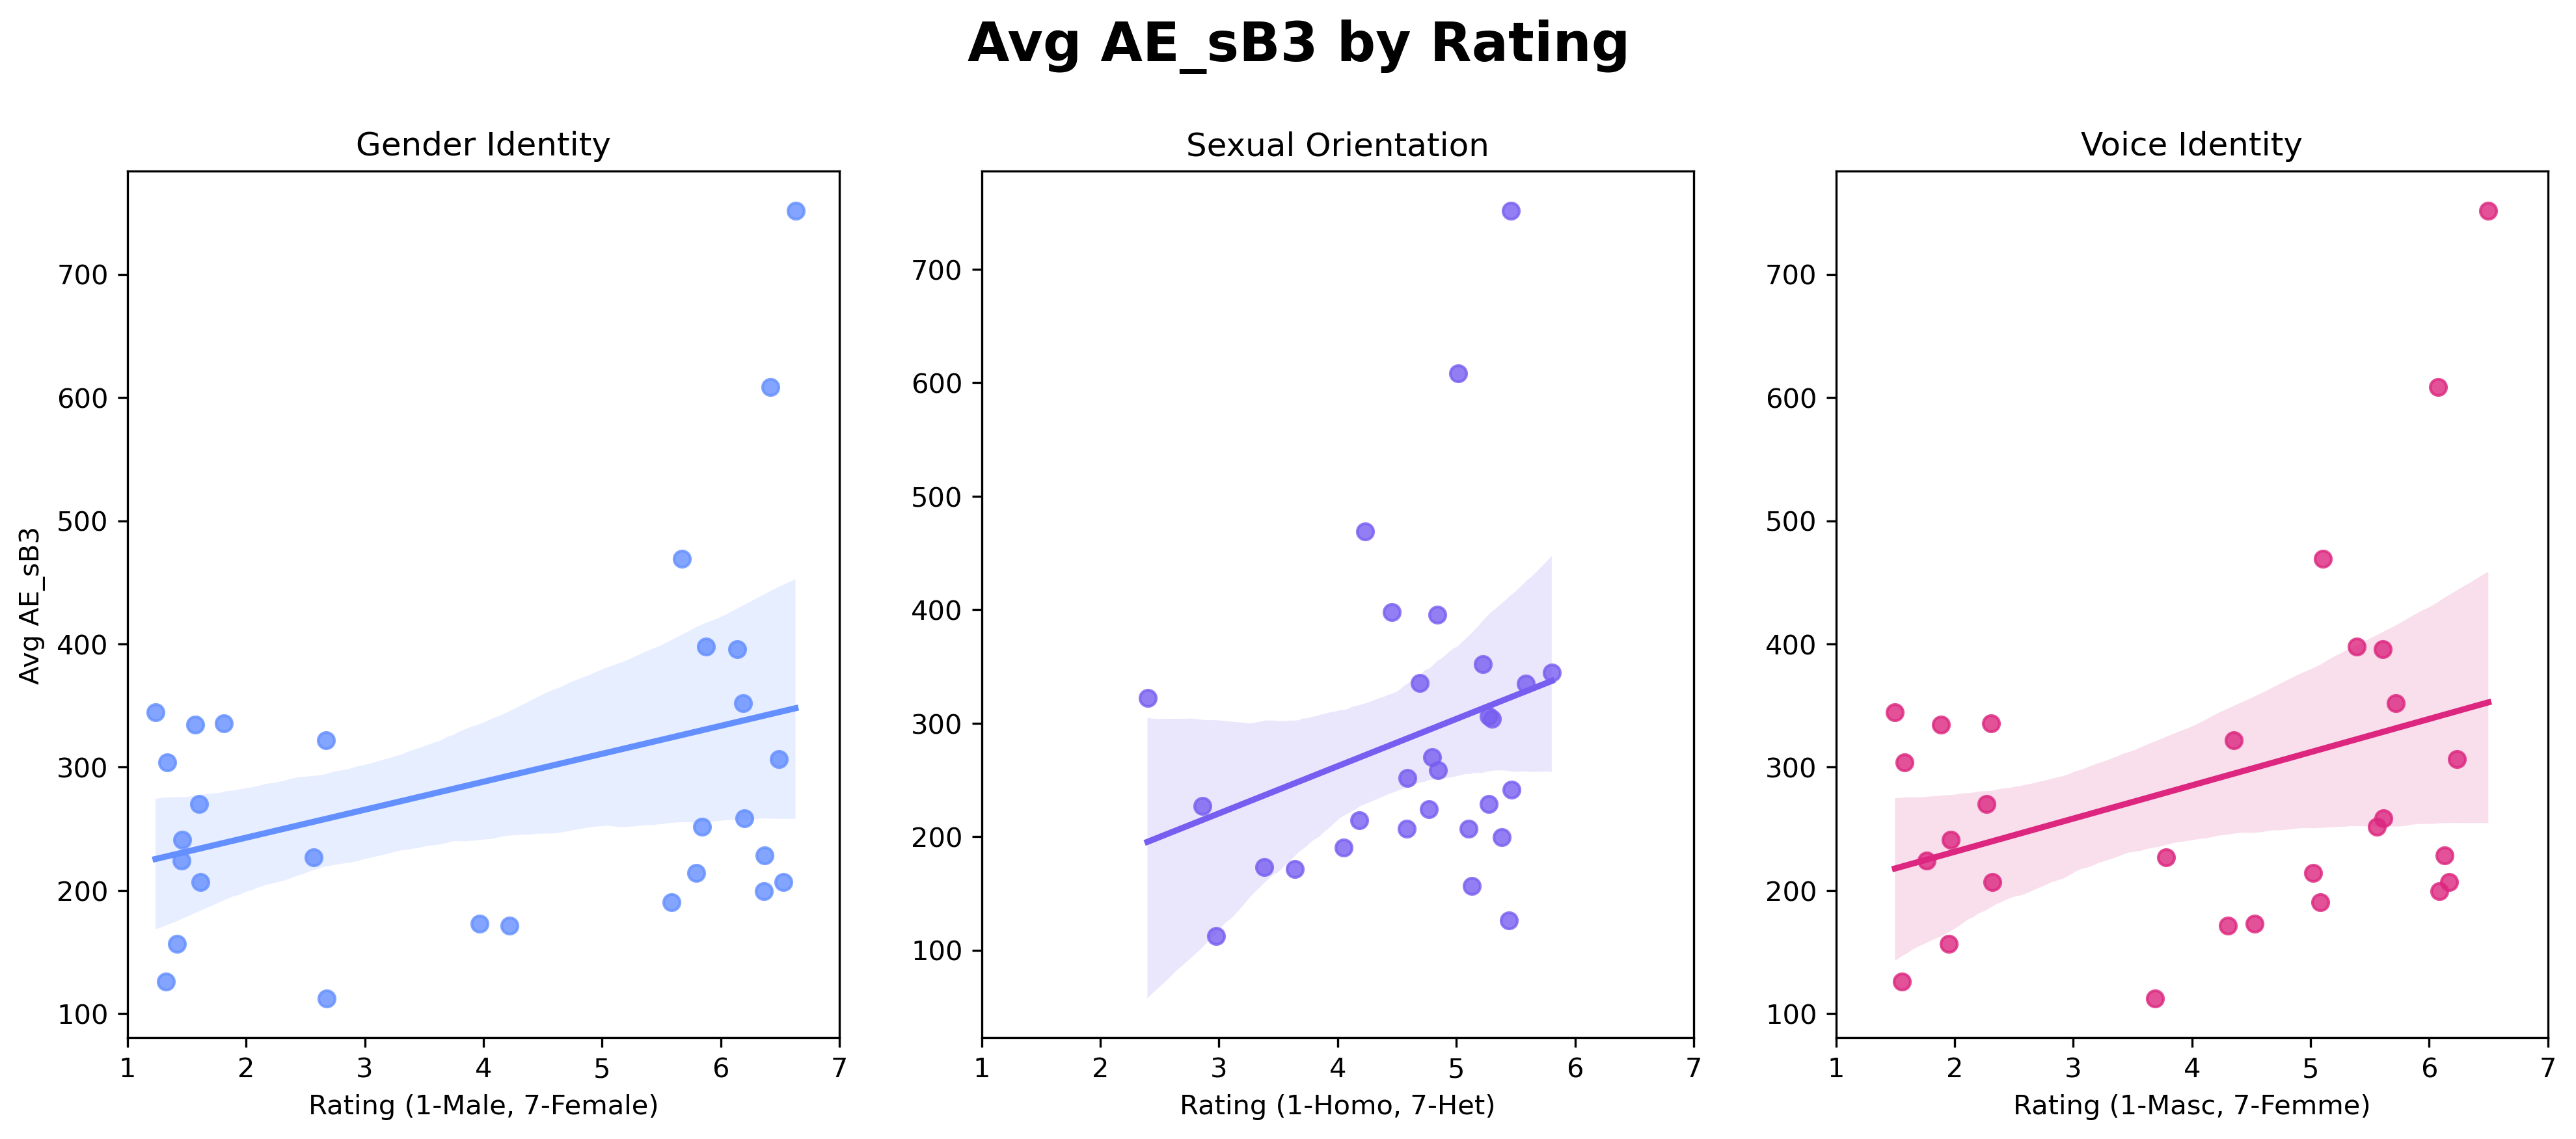 Avg AE_sB3 by Rating
Gender Identity
Avg AE_sB3
700
600
500
400
300
200
100
1 2 3 4 5 6 7
Rating (1-Male, 7-Female)
Sexual Orientation
700
600
500
400
300
200
100
1 2 3 4 5 6 7
Rating (1-Homo, 7-Het)
Voice Identity
700
600
500
400
300
200
100
1 2 3 4 5 6 7
Rating (1-Masc, 7-Femme)